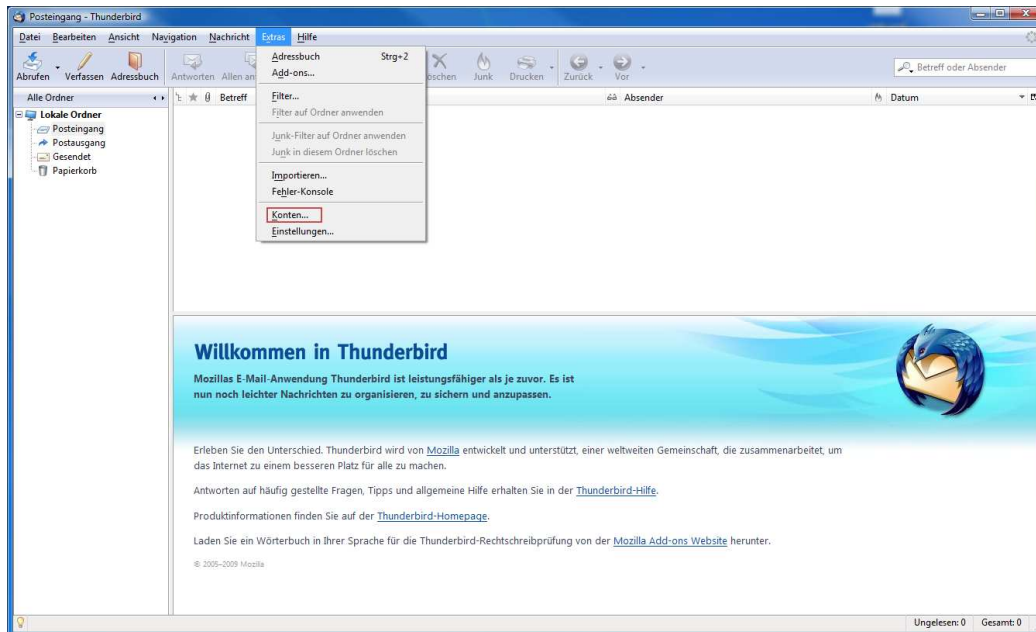 Posteingang - Thunderbird
Datei Bearbeiten Ansicht Navigation Nachricht Extras Hilfe
Abrufen Verfassen Adressbuch Antworten Allen Junk Drucken Zurück Vor
Betreff oder Absender
Adressbuch Strg+2
Add-ons...
Filter...
Filter auf Ordner anwenden
Junk-Filter auf Ordner anwenden
Junk in diesem Ordner löschen
Importieren...
Fehler-Konsole
Konten...
Einstellungen...
Alle Ordner
Betreff Absender Datum
Lokale Ordner
Posteingang
Postausgang
Gesendet
Papierkorb
Willkommen in Thunderbird
Mozillas E-Mail-Anwendung Thunderbird ist leistungsfähiger als je zuvor. Es ist
nun noch leichter Nachrichten zu organisieren, zu sichern und anzupassen.
Erleben Sie den Unterschied. Thunderbird wird von Mozilla entwickelt und unterstützt, einer weltweiten Gemeinschaft, die zusammenarbeitet, um
das Internet zu einem besseren Platz für alle zu machen.
Antworten auf häufig gestellte Fragen, Tipps und allgemeine Hilfe erhalten Sie in der Thunderbird-Hilfe.
Produktinformationen finden Sie auf der Thunderbird-Homepage.
Laden Sie ein Wörterbuch in Ihrer Sprache für die Thunderbird-Rechtschreibprüfung von der Mozilla Add-ons Website herunter.
© 2005–2009 Mozilla
Ungelesen: 0 Gesamt: 0